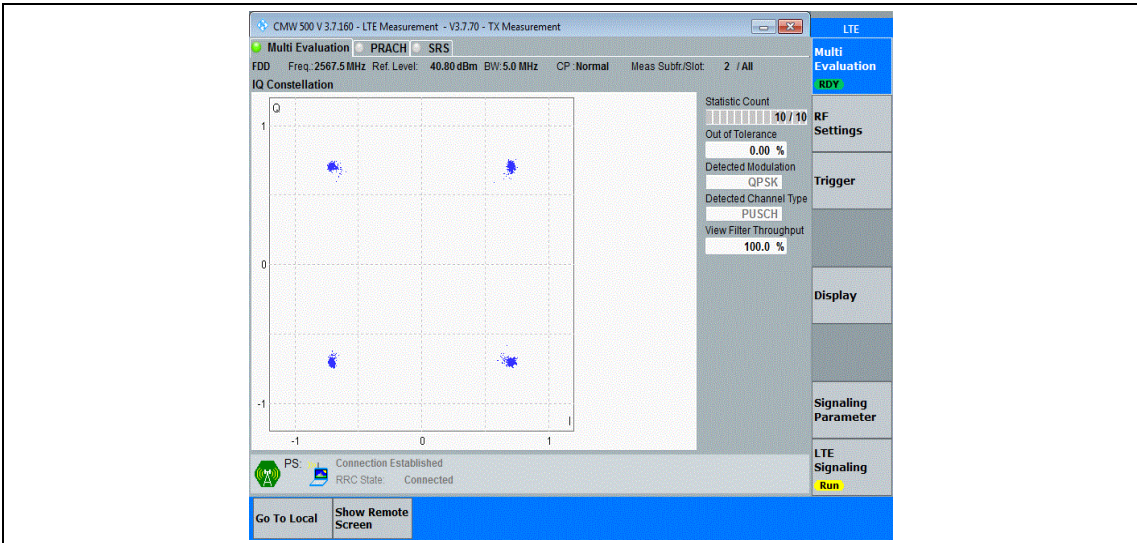 CMW 500 V 3.7.160 - LTE Measurement - V3.7.70 - TX Measurement
LTE
Multi Evaluation PRACH SRS
Multi
Evaluation
RDY
FDD Freq.:2567.5 MHz Ref. Level: 40.80 dBm BW:5.0 MHz CP :Normal Meas Subfr./Slot: 2 / All
IQ Constellation
Q
1
0
-1
-1 0 1
I
Statistic Count
10 / 10
Out of Tolerance
0.00 %
Detected Modulation
QPSK
Detected Channel Type
PUSCH
View Filter Throughput
100.0 %
RF
Settings
Trigger
Display
Signaling
Parameter
LTE
Signaling
Run
PS: Connection Established
RRC State: Connected
Go To Local
Show Remote
Screen